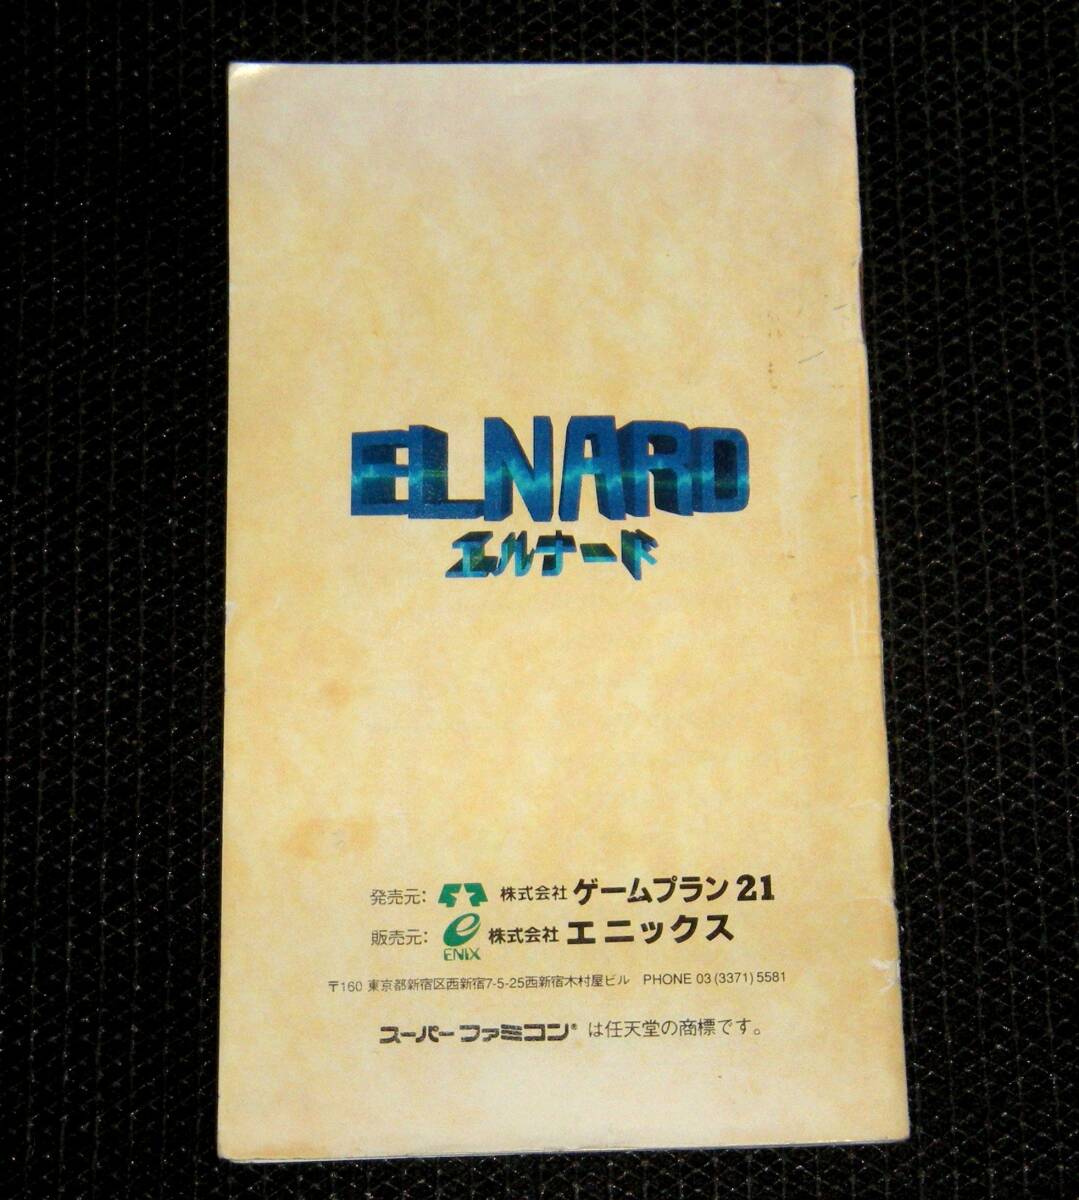 ELNARD
エルナード
発売元: 株式会社 ゲームプラン21
販売元: ENIX 株式会社 エニックス
〒160 東京都新宿区西新宿7-5-25西新宿木村屋ビル PHONE 03(3371)5581
スーパーファミコン® は任天堂の商標です。